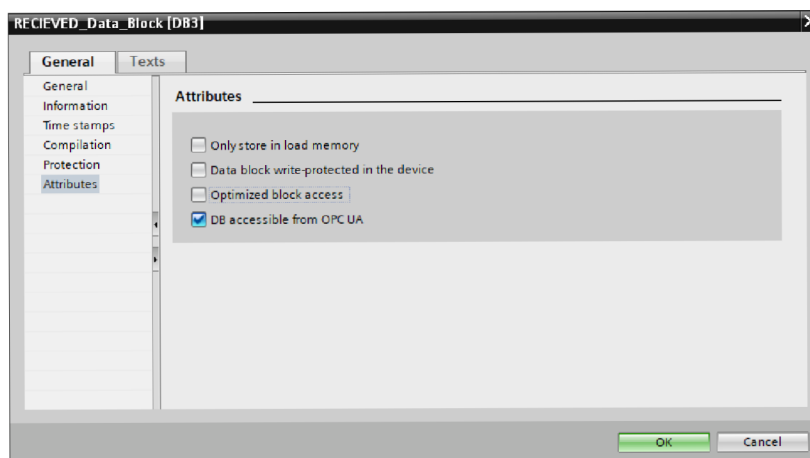 RECIEVED_Data_Block [DB3]
General
Texts
General
Information
Time stamps
Compilation
Protection
Attributes
Attributes
Only store in load memory
Data block write-protected in the device
Optimized block access
DB accessible from OPC UA
OK
Cancel